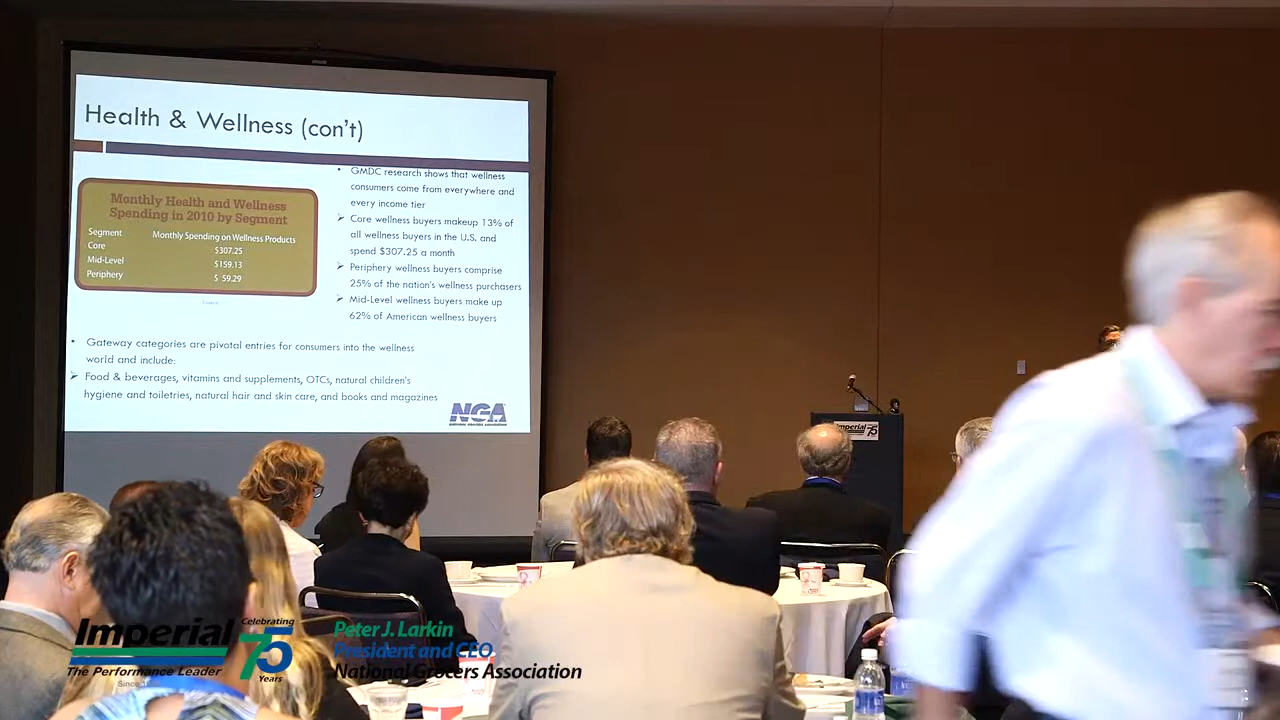 Health & Wellness (con't)
Monthly Health and Wellness
Spending in 2010 by Segment
Segment Monthly Spending on Wellness Products
Core $307.25
Mid-Level $159.13
Periphery $ 59.29
• GMDC research shows that wellness
consumers come from everywhere and
every income tier
➢ Core wellness buyers makeup 13% of
all wellness buyers in the U.S. and
spend $307.25 a month
➢ Periphery wellness buyers comprise
25% of the nation's wellness purchasers
➢ Mid-Level wellness buyers make up
62% of American wellness buyers
• Gateway categories are pivotal entries for consumers into the wellness
world and include:
➢ Food & beverages, vitamins and supplements, OTCs, natural children's
hygiene and toiletries, natural hair and skin care, and books and magazines
NGA
NATIONAL GROCERS ASSOCIATION
Imperial 75
Imperial
The Performance Leader
Since
Celebrating
75
Years
Peter J. Larkin
President and CEO
National Grocers Association